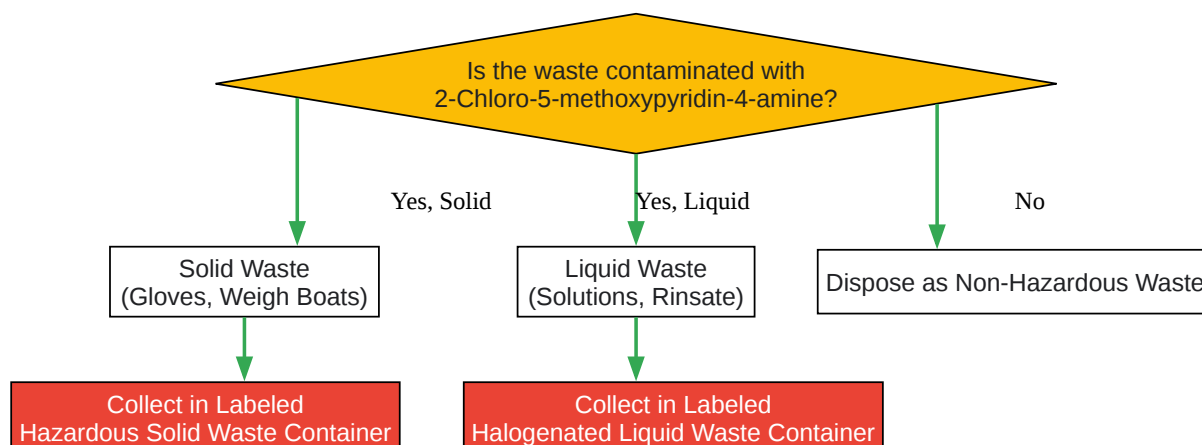 Is the waste contaminated with
2-Chloro-5-methoxypyridin-4-amine?
Yes, Solid
Yes, Liquid
No
Solid Waste
(Gloves, Weigh Boats)
Liquid Waste
(Solutions, Rinsate)
Dispose as Non-Hazardous Waste
Collect in Labeled
Hazardous Solid Waste Container
Collect in Labeled
Halogenated Liquid Waste Container